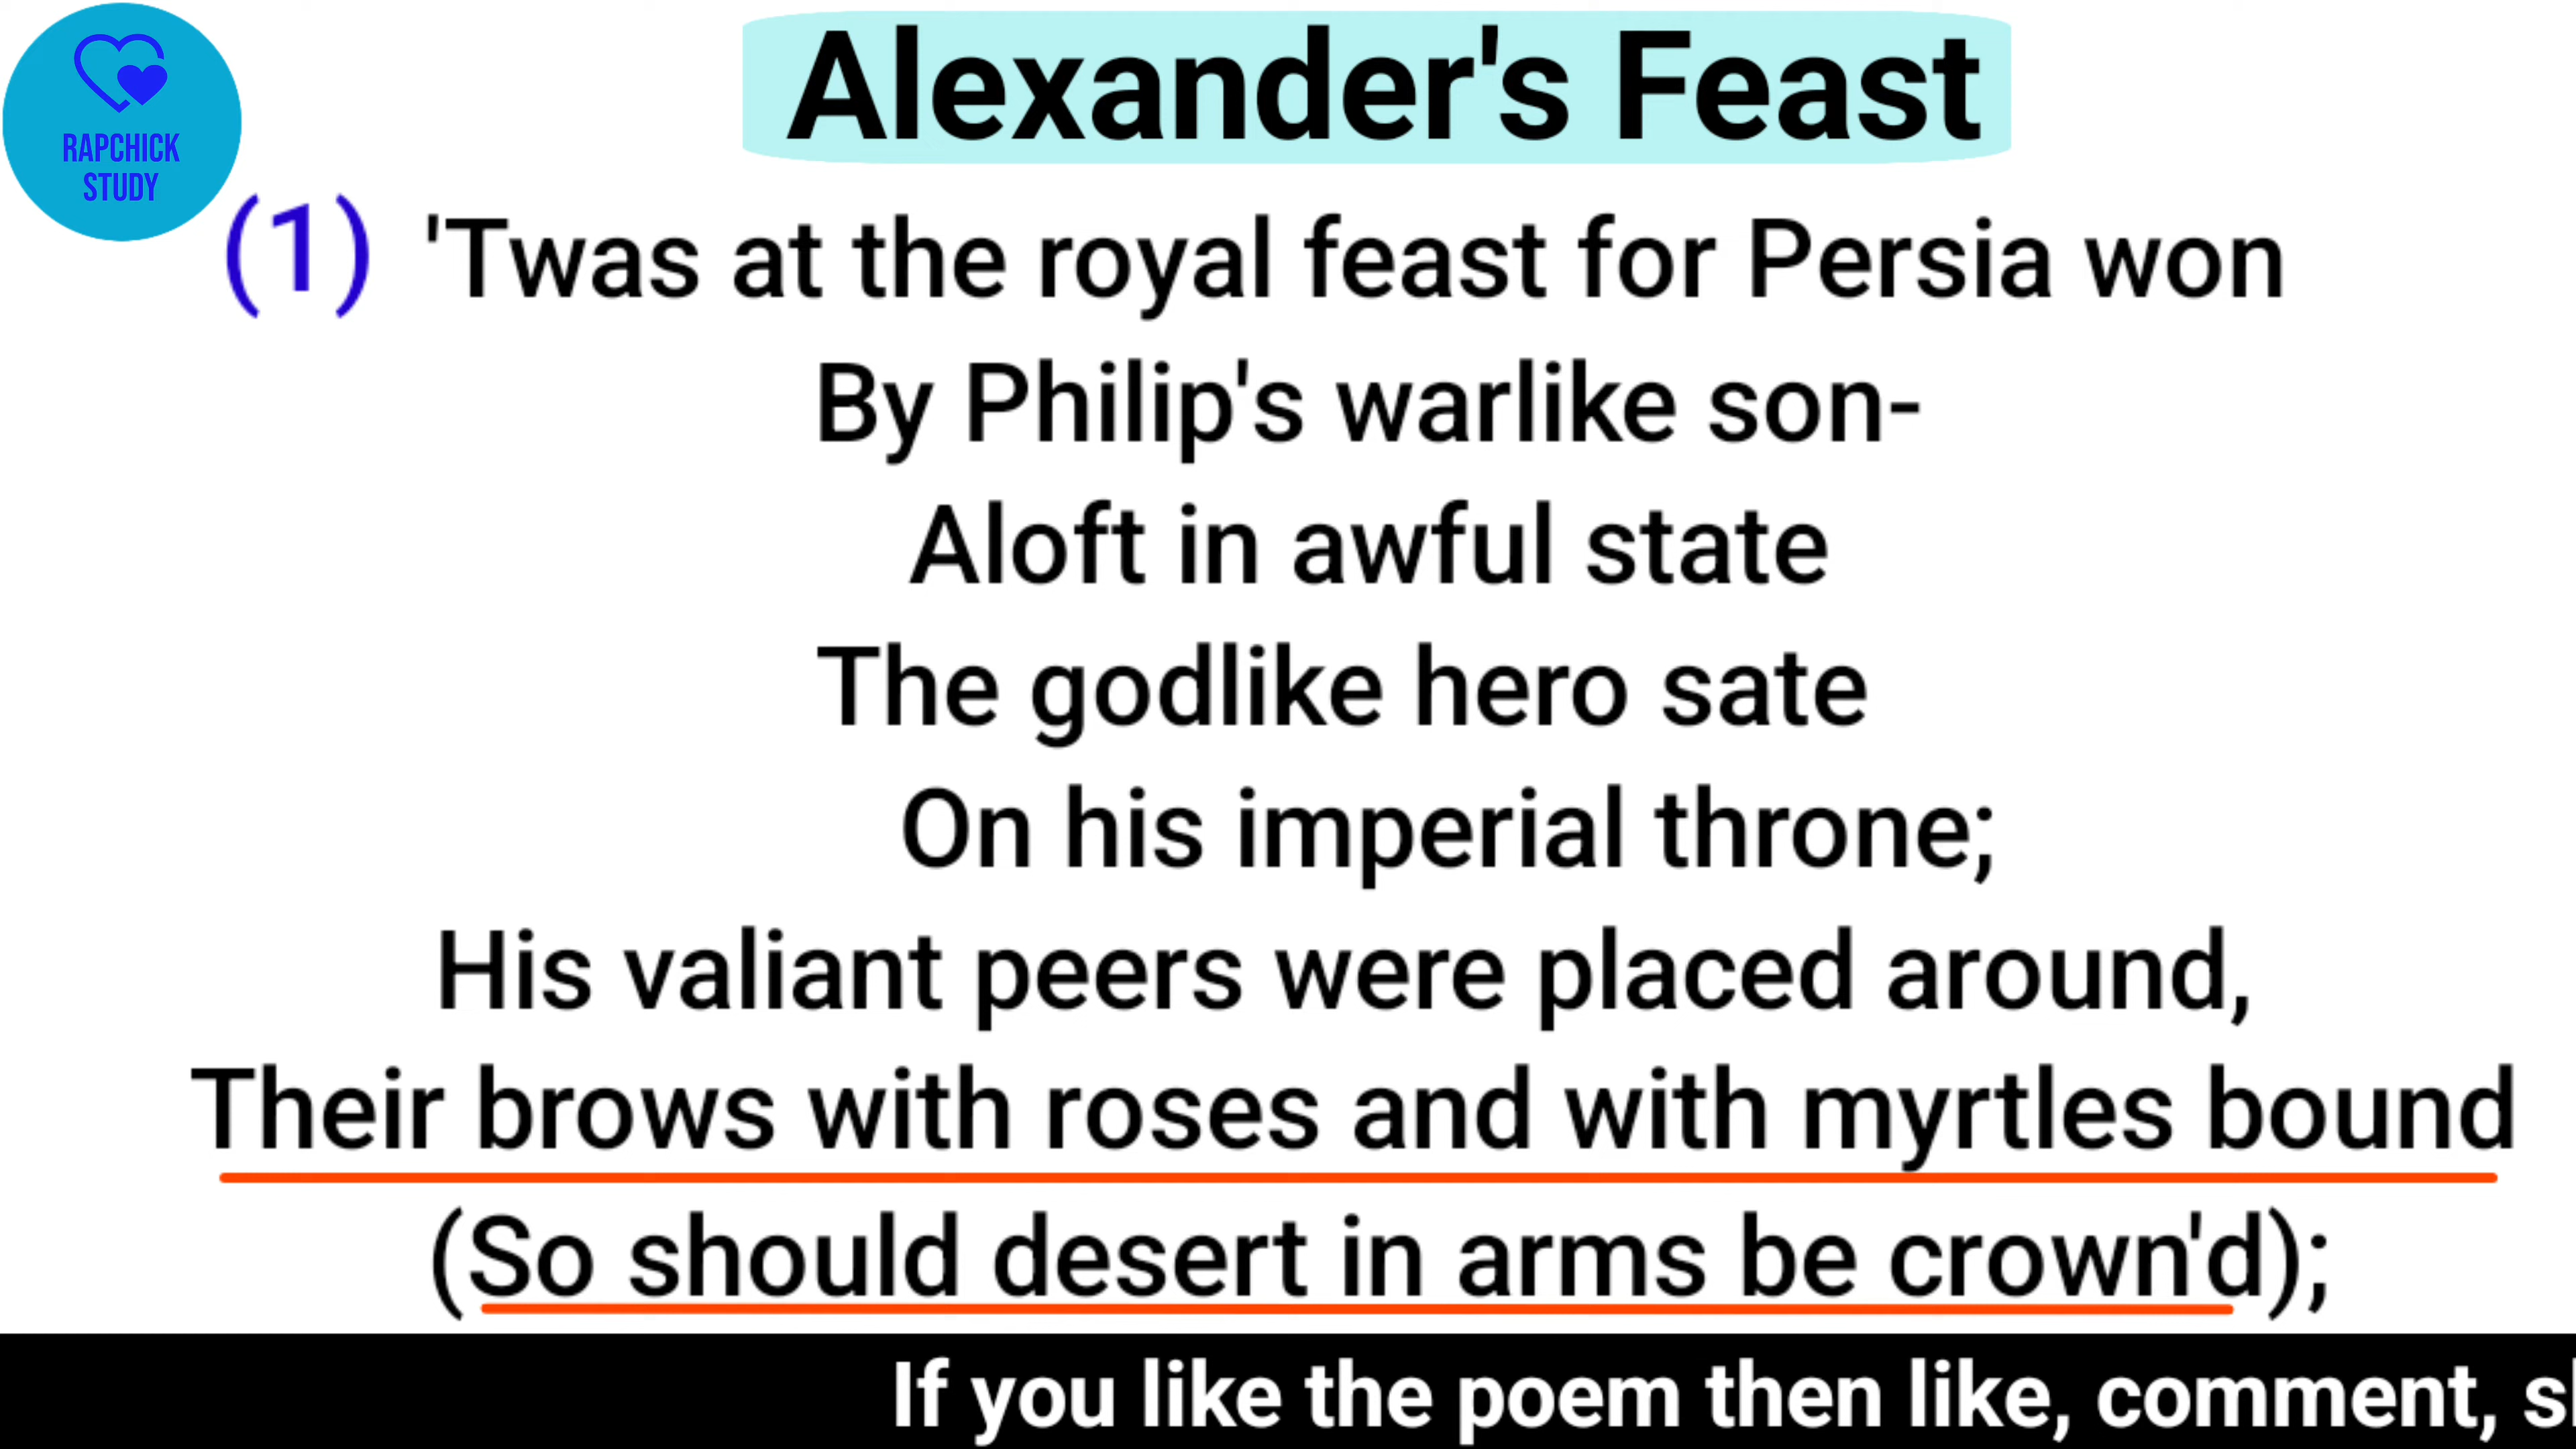 RAPCHICK
STUDY
Alexander's Feast
(1) 'Twas at the royal feast for Persia won
By Philip's warlike son-
Aloft in awful state
The godlike hero sate
On his imperial throne;
His valiant peers were placed around,
Their brows with roses and with myrtles bound
(So should desert in arms be crown'd);
If you like the poem then like, comment,